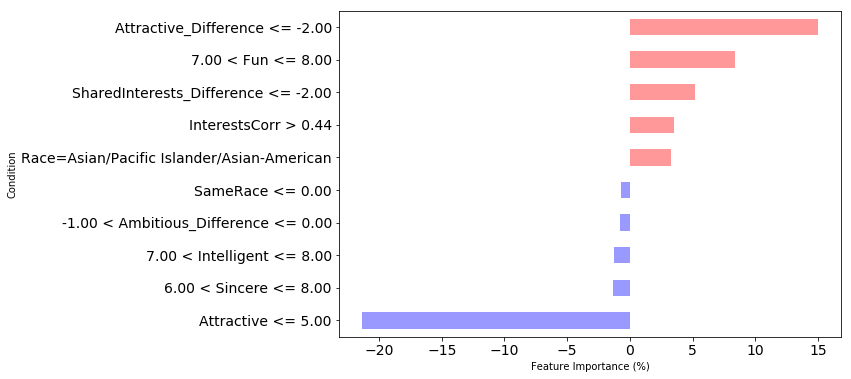 Condition
Attractive_Difference <= -2.00
7.00 < Fun <= 8.00
SharedInterests_Difference <= -2.00
InterestsCorr > 0.44
Race=Asian/Pacific Islander/Asian-American
SameRace <= 0.00
-1.00 < Ambitious_Difference <= 0.00
7.00 < Intelligent <= 8.00
6.00 < Sincere <= 8.00
Attractive <= 5.00
−20 −15 −10 −5 0 5 10 15
Feature Importance (%)